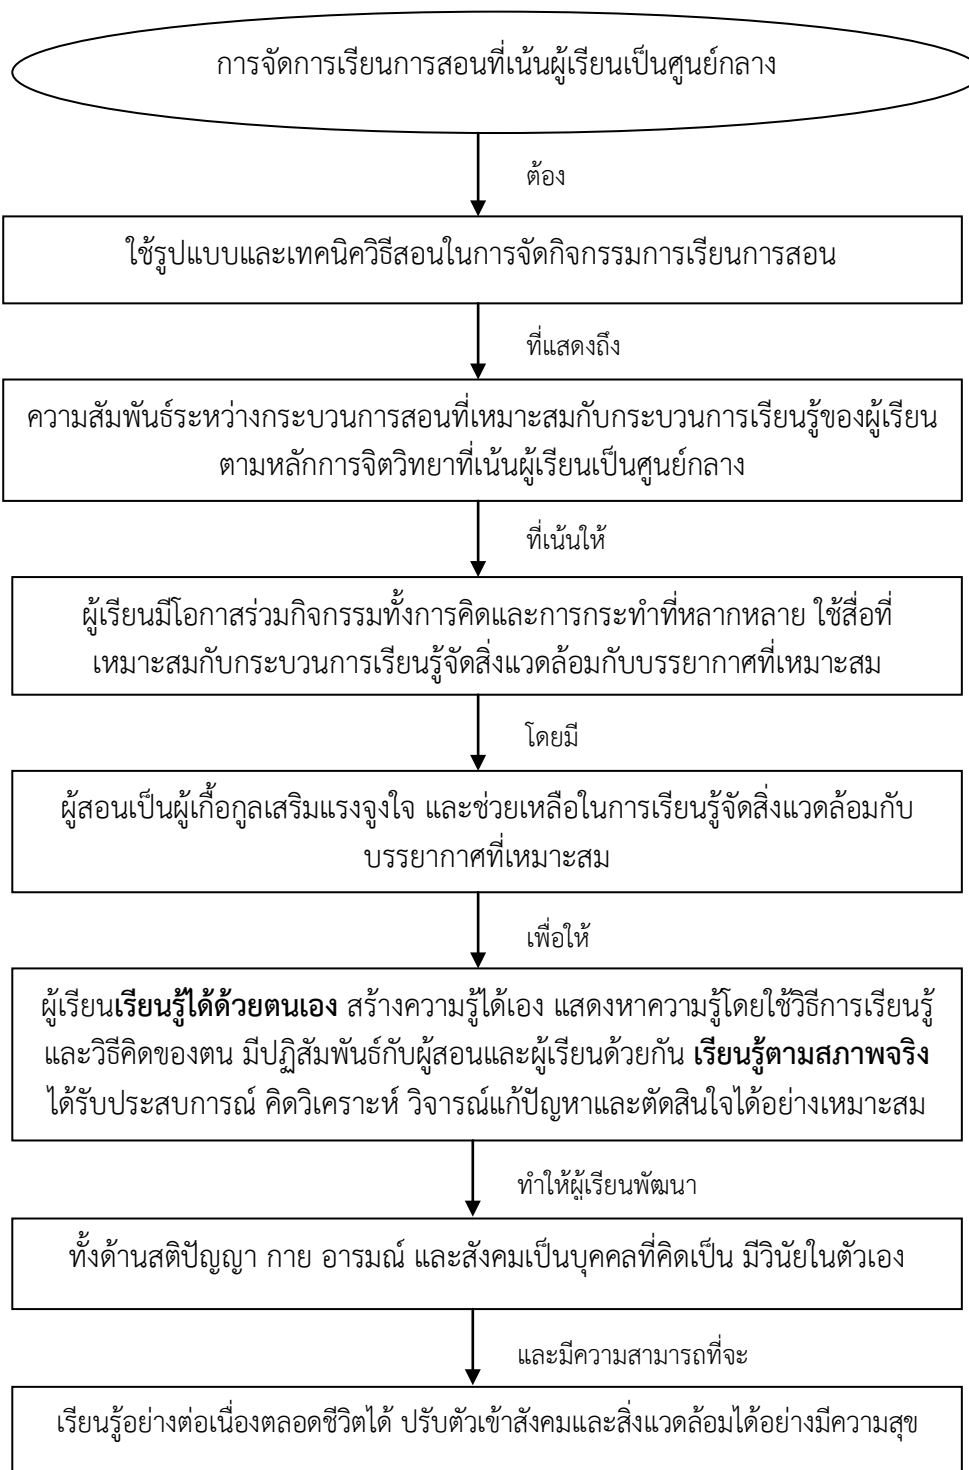 การจัดการเรียนการสอนที่เน้นผู้เรียนเป็นศูนย์กลาง
ต้อง
ใช้รูปแบบและเทคนิควิธีสอนในการจัดกิจกรรมการเรียนการสอน
ที่แสดงถึง
ความสัมพันธ์ระหว่างกระบวนการสอนที่เหมาะสมกับกระบวนการเรียนรู้ของผู้เรียน
ตามหลักการจิตวิทยาที่เน้นผู้เรียนเป็นศูนย์กลาง
ที่เน้นให้
ผู้เรียนมีโอกาสร่วมกิจกรรมทั้งการคิดและการกระทำที่หลากหลาย ใช้สื่อที่
เหมาะสมกับกระบวนการเรียนรู้จัดสิ่งแวดล้อมกับบรรยากาศที่เหมาะสม
โดยมี
ผู้สอนเป็นผู้เกื้อกูลเสริมแรงจูงใจ และช่วยเหลือในการเรียนรู้จัดสิ่งแวดล้อมกับ
บรรยากาศที่เหมาะสม
เพื่อให้
ผู้เรียนเรียนรู้ได้ด้วยตนเอง สร้างความรู้ได้เอง แสดงหาความรู้โดยใช้วิธีการเรียนรู้
และวิธีคิดของตน มีปฏิสัมพันธ์กับผู้สอนและผู้เรียนด้วยกัน เรียนรู้ตามสภาพจริง
ได้รับประสบการณ์ คิดวิเคราะห์ วิจารณ์แก้ปัญหาและตัดสินใจได้อย่างเหมาะสม
ทำให้ผู้เรียนพัฒนา
ทั้งด้านสติปัญญา กาย อารมณ์ และสังคมเป็นบุคคลที่คิดเป็น มีวินัยในตัวเอง
และมีความสามารถที่จะ
เรียนรู้อย่างต่อเนื่องตลอดชีวิตได้ ปรับตัวเข้าสังคมและสิ่งแวดล้อมได้อย่างมีความสุข